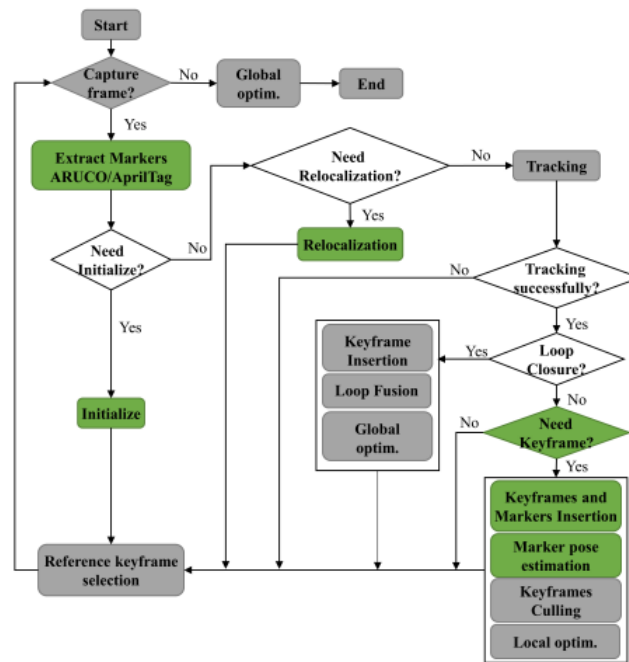 Start
Capture
frame?
No
Global
optim.
End
Yes
Extract Markers
ARUCO/AprilTag
Need
Relocalization?
No
Tracking
Yes
Need
Initialize?
No
Relocalization
No
Tracking
successfully?
Yes
Yes
Keyframe
Insertion
Yes
Loop
Closure?
Loop Fusion
No
Initialize
Global
optim.
No
Need
Keyframe?
Yes
Keyframes and
Markers Insertion
Marker pose
estimation
Reference keyframe
selection
Keyframes
Culling
Local optim.